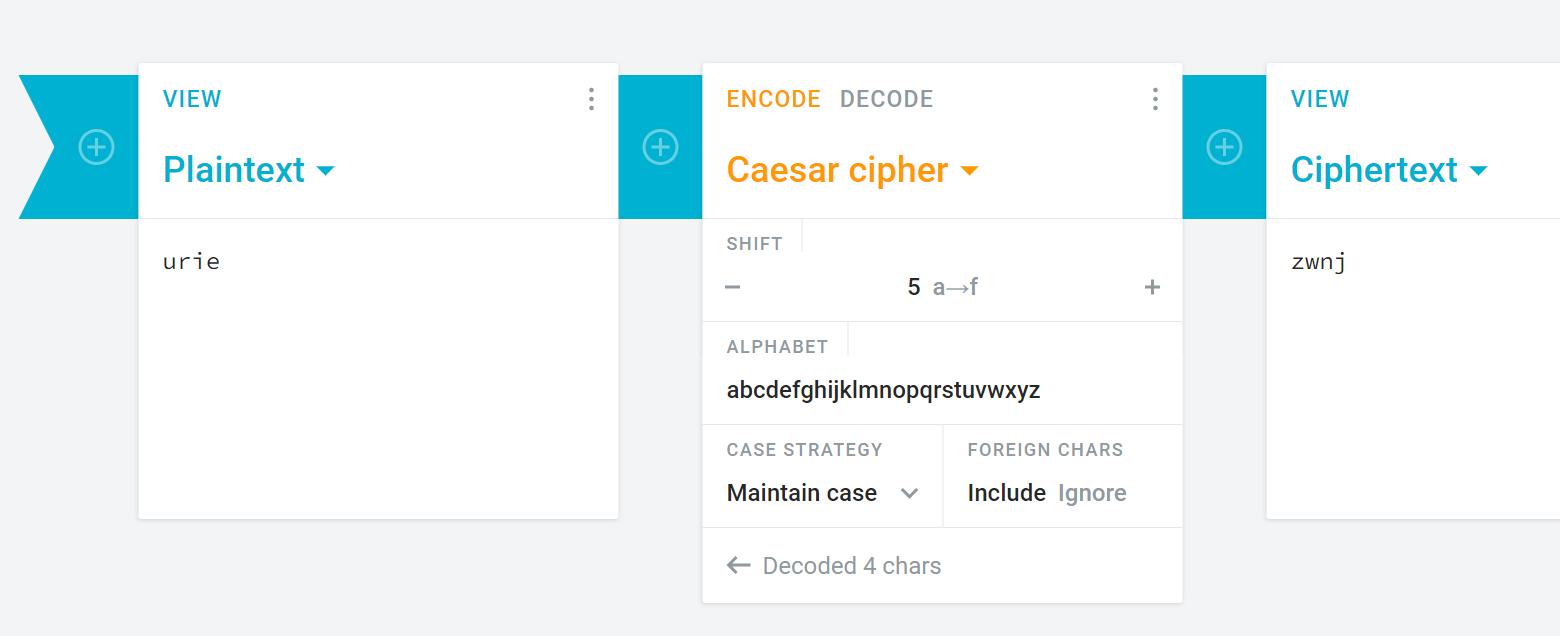 VIEW
Plaintext
urie
ENCODE DECODE
Caesar cipher
SHIFT
5 a→f
ALPHABET
abcdefghijklmnopqrstuvwxyz
CASE STRATEGY
Maintain case
FOREIGN CHARS
Include Ignore
← Decoded 4 chars
VIEW
Ciphertext
zwnj